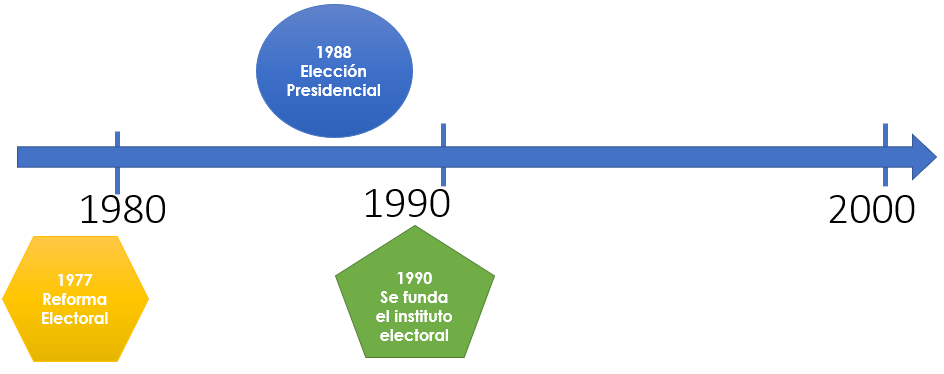 1988
Elección
Presidencial
1980
1990
2000
1977
Reforma
Electoral
1990
Se funda
el instituto
electoral